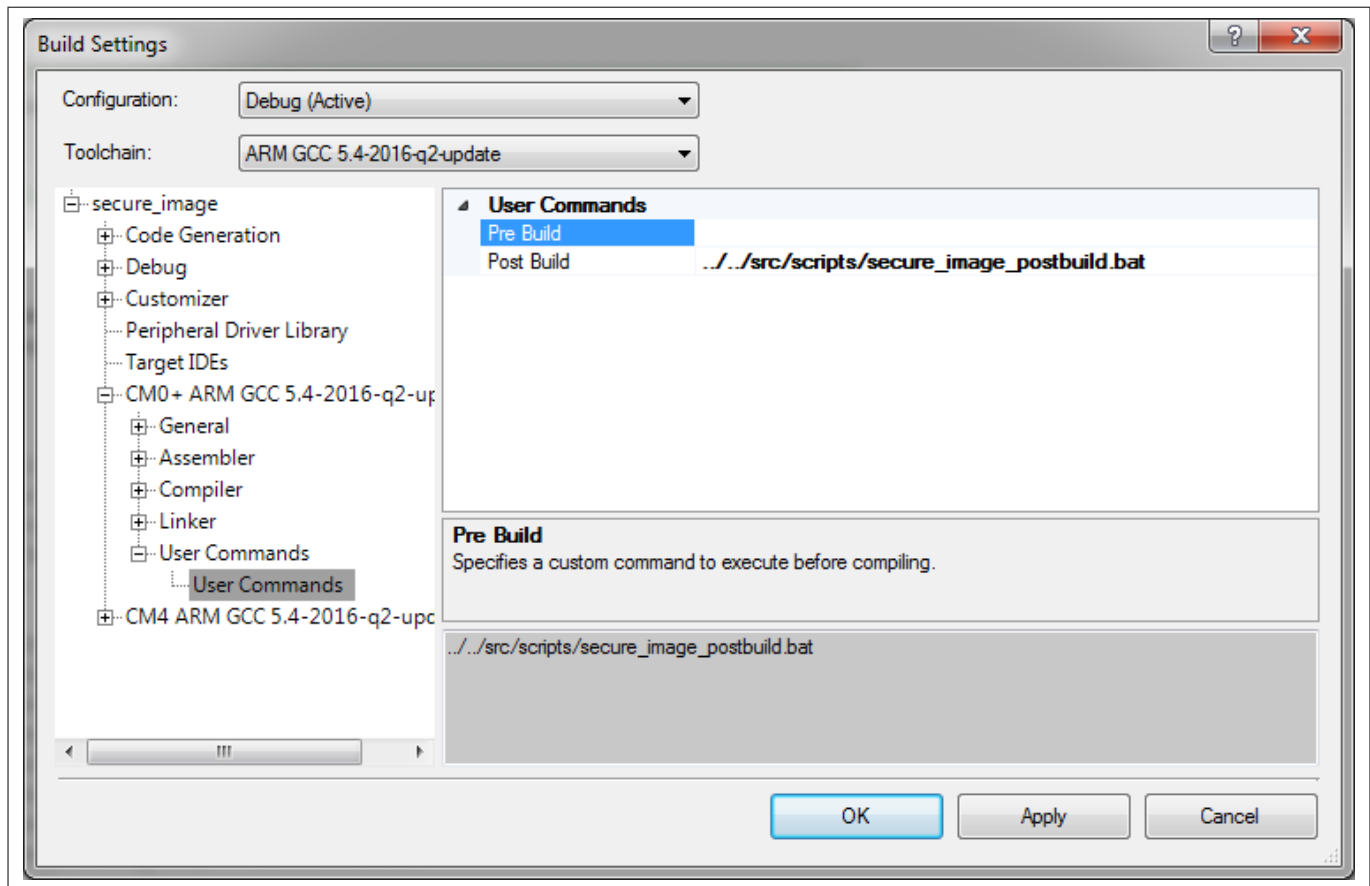 Build Settings
Configuration: Debug (Active)
Toolchain: ARM GCC 5.4-2016-q2-update
secure_image
Code Generation
Debug
Customizer
Peripheral Driver Library
Target IDEs
CM0+ ARM GCC 5.4-2016-q2-up
General
Assembler
Compiler
Linker
User Commands
User Commands
CM4 ARM GCC 5.4-2016-q2-upd
User Commands
Pre Build
Post Build ../../src/scripts/secure_image_postbuild.bat
Pre Build
Specifies a custom command to execute before compiling.
../../src/scripts/secure_image_postbuild.bat
OK Apply Cancel